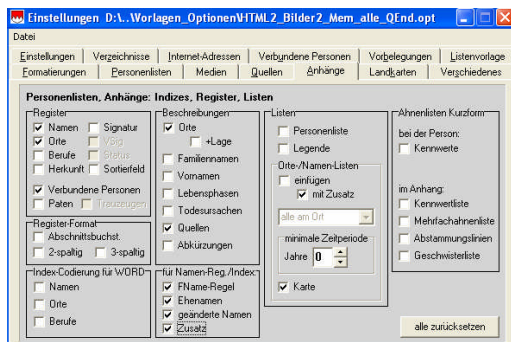 Einstellungen D:\..\Vorlagen_Optionen\HTML2_Bilder2_Mem_alle_QEnd.opt
Datei
Einstellungen
Verzeichnisse
Internet-Adressen
Verbundene Personen
Vorbelegungen
Listenvorlage
Formatierungen
Personenlisten
Medien
Quellen
Anhänge
Landkarten
Verschiedenes
Personenlisten, Anhänge: Indizes, Register, Listen
Register
Namen
Signatur
Orte
Berufe
Status
Herkunft
Sortierfeld
Verbundene Personen
Paten
Trauzeugen
Register-Format
Abschnittsbuchst.
2-spaltig
3-spaltig
Index-Codierung für WORD
Namen
Orte
Berufe
Beschreibungen
Orte
+Lage
Familiennamen
Vornamen
Lebensphasen
Todesursachen
Quellen
Abkürzungen
für Namen-Reg./Index:
FName-Regel
Ehenamen
geänderte Namen
Zusatz
Listen
Personenliste
Legende
Orte-/Namen-Listen
einfügen
mit Zusatz
alle am Ort
minimale Zeitperiode
Jahre 0
Karte
Ahnenlisten Kurzform
bei der Person:
Kennwerte
im Anhang:
Kennwertliste
Mehrfachahnenliste
Abstammungslinien
Geschwisterliste
alle zurücksetzen